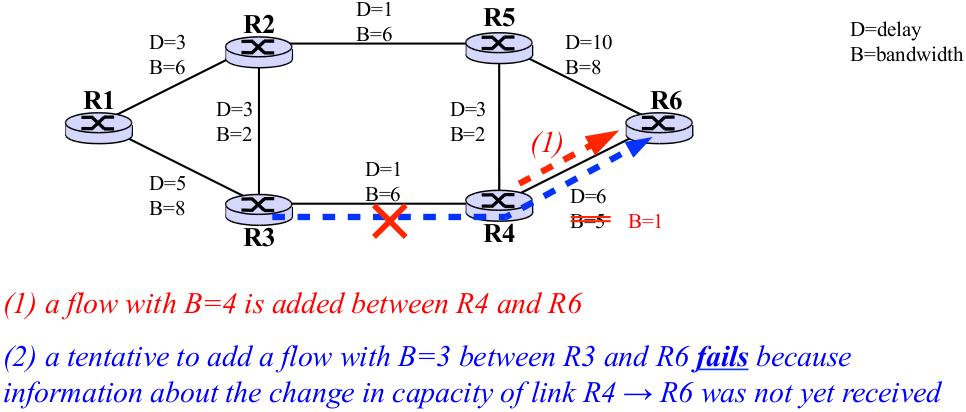 D=1
B=6
R2
R5
D=delay
B=bandwidth
D=3
B=6
D=10
B=8
R1
D=3
B=2
D=3
B=2
R6
(1)
D=5
B=8
D=1
B=6
D=6
B=5 B=1
R3
R4
(1) a flow with B=4 is added between R4 and R6
(2) a tentative to add a flow with B=3 between R3 and R6 fails because
information about the change in capacity of link R4 → R6 was not yet received